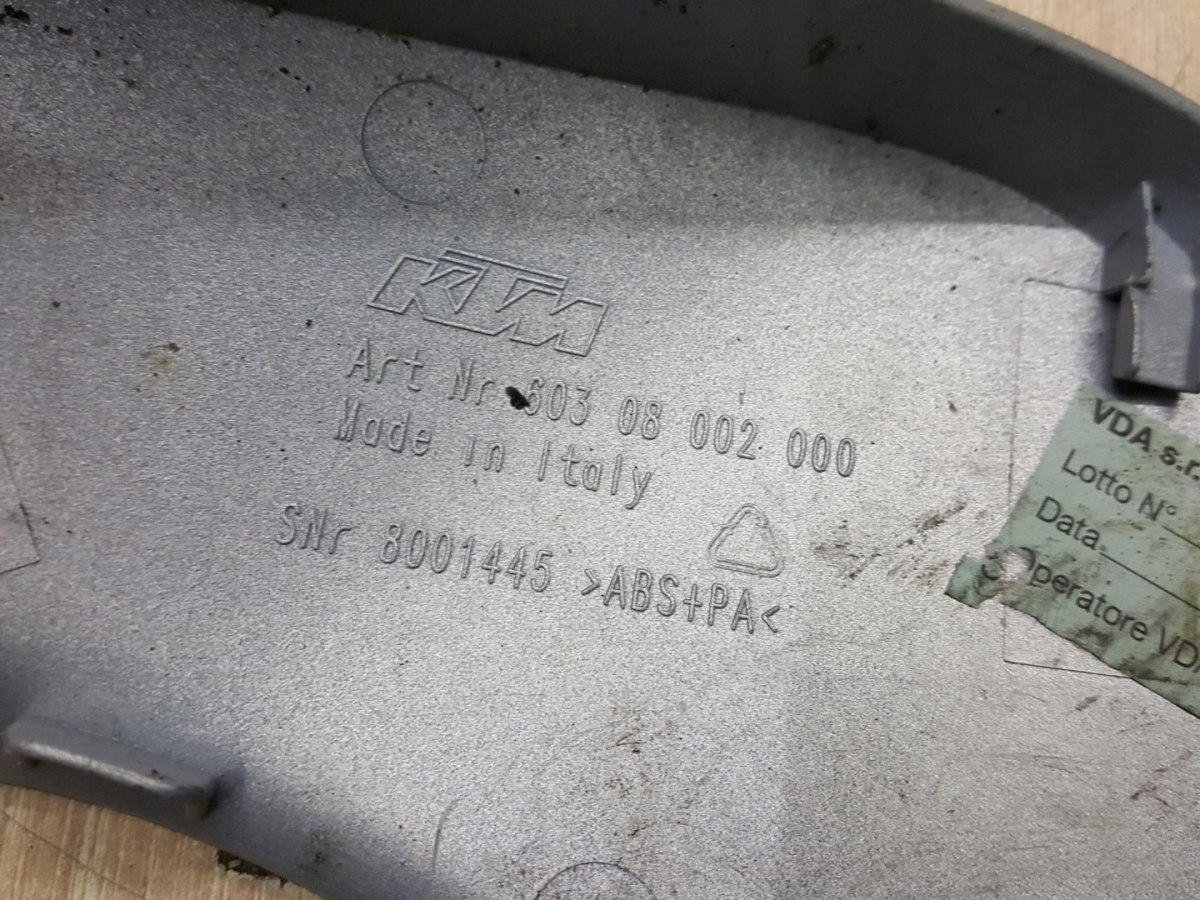 KTM
Art Nr. 603 08 002 000
Made in Italy
SNr 8001445 >ABS+PA<
VDA s.r.
Lotto N°
Data
Operatore VDA